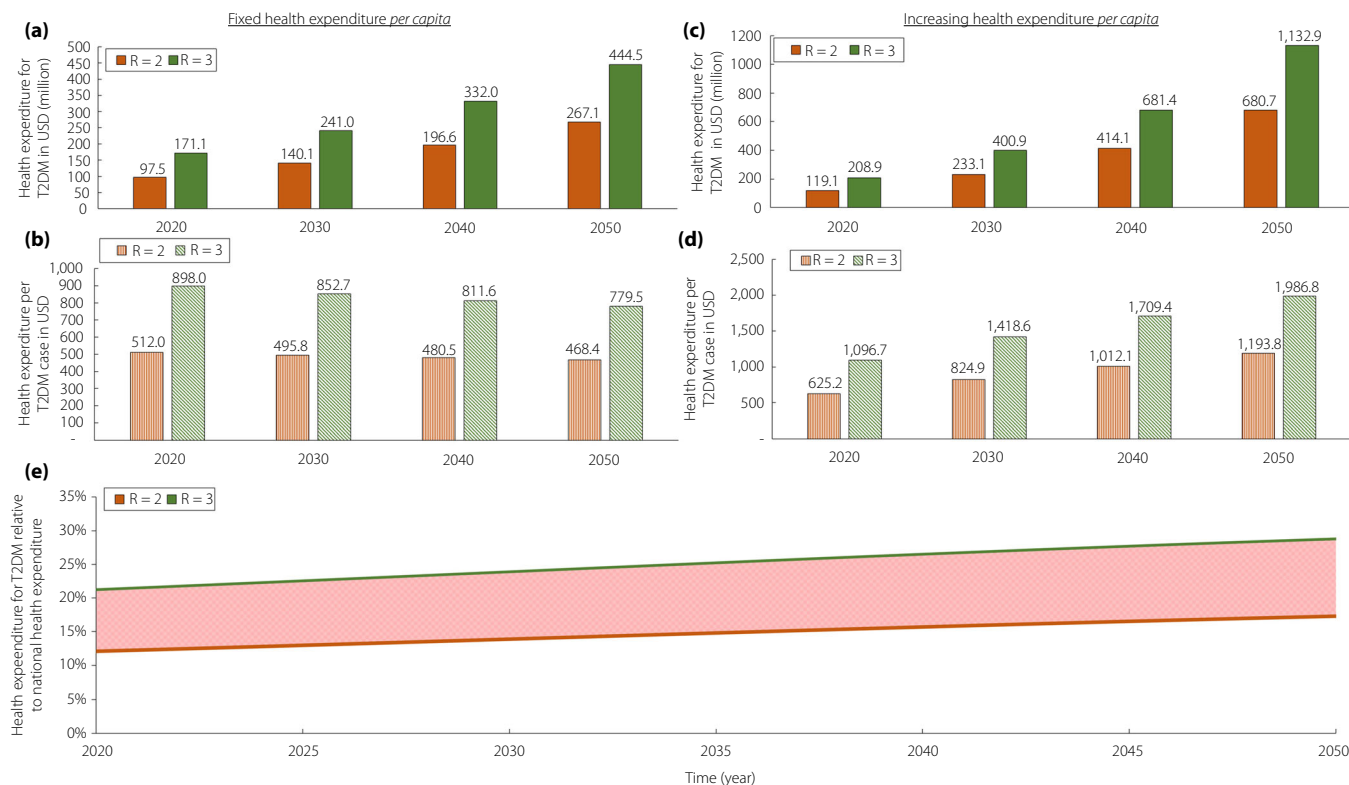 Fixed health expenditure per capita
(a)
Health expenditure for
T2DM in USD (million)
R = 2 R = 3
500
450
400
350
300
250
200
150
100
50
0
97.5
171.1
140.1
241.0
196.6
332.0
267.1
444.5
2020 2030 2040 2050
(b)
Health expenditure per
T2DM case in USD
R = 2 R = 3
1,000
900
800
700
600
500
400
300
200
100
-
512.0
898.0
495.8
852.7
480.5
811.6
468.4
779.5
2020 2030 2040 2050
Increasing health expenditure per capita
(c)
Health expenditure for
T2DM in USD (million)
R = 2 R = 3
1200
1000
800
600
400
200
0
119.1
208.9
233.1
400.9
414.1
681.4
680.7
1,132.9
2020 2030 2040 2050
(d)
Health expenditure per
T2DM case in USD
R = 2 R = 3
2,500
2,000
1,500
1,000
500
-
625.2
1,096.7
824.9
1,418.6
1,012.1
1,709.4
1,193.8
1,986.8
2020 2030 2040 2050
(e)
Health expeenditure for T2DM relative
to national health expenditure
R = 2 R = 3
35%
30%
25%
20%
15%
10%
5%
0%
2020 2025 2030 2035 2040 2045 2050
Time (year)